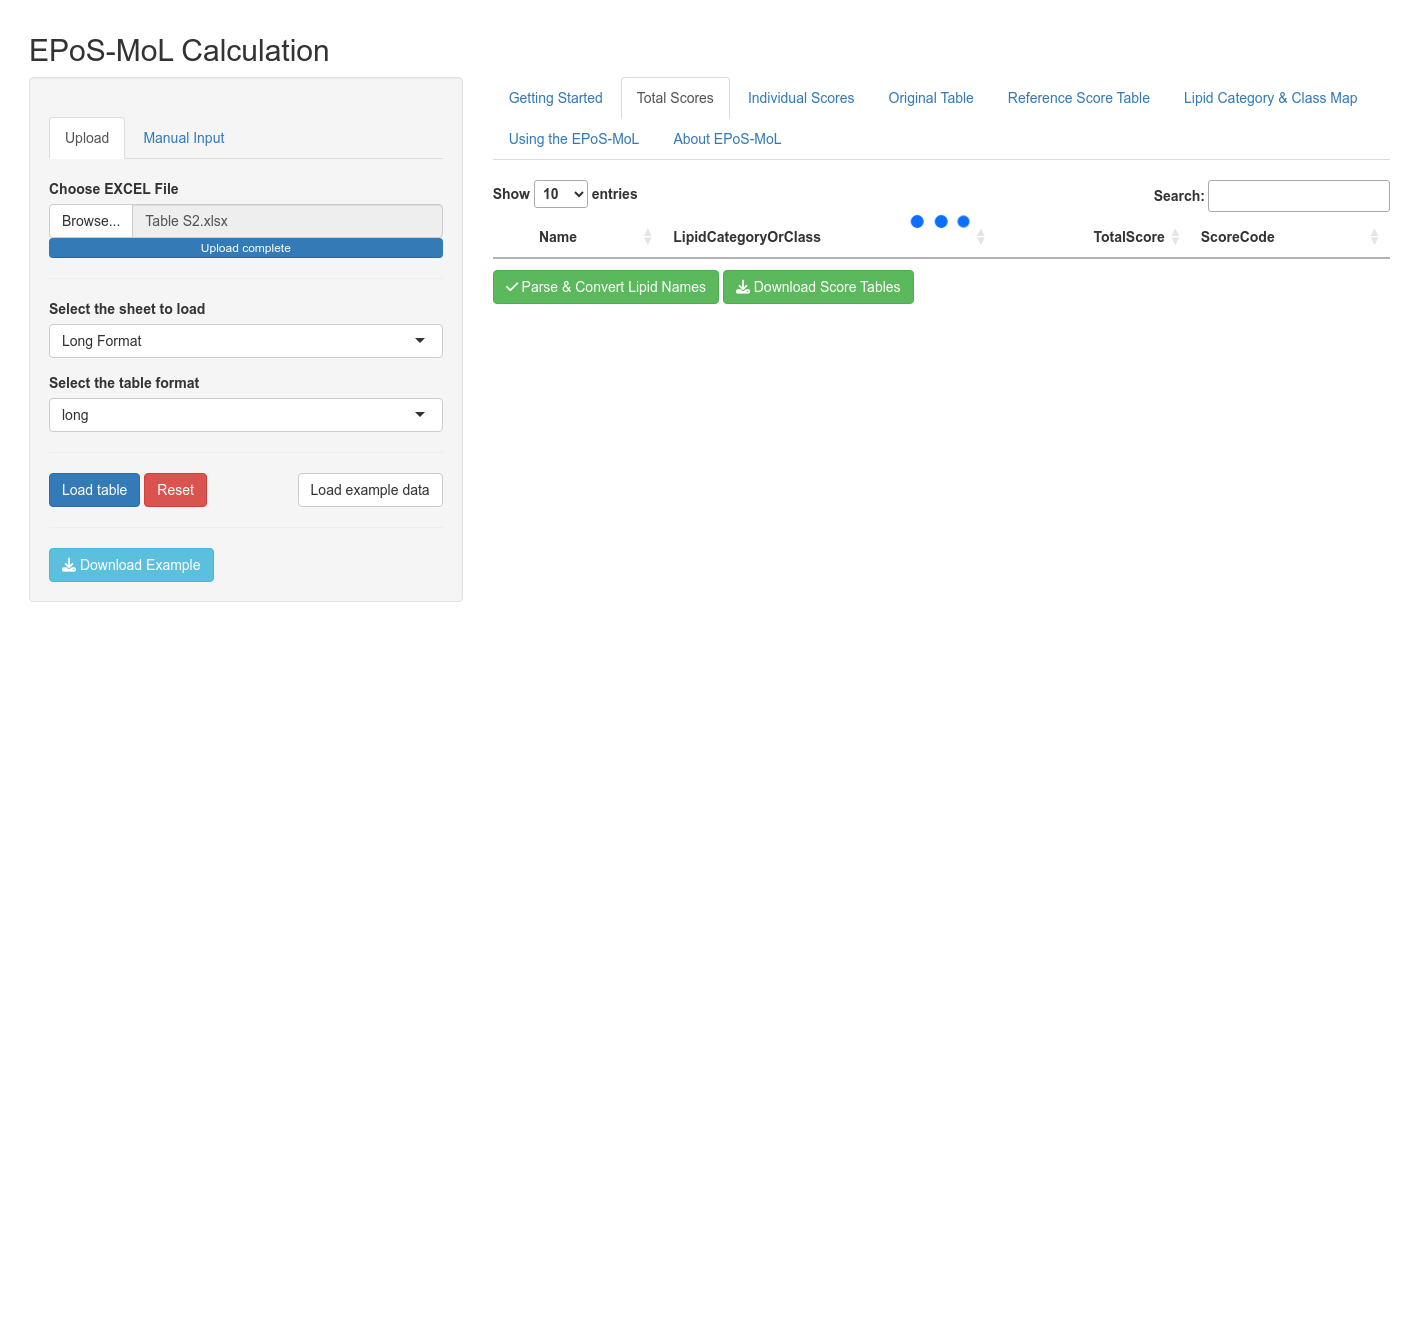 EPoS-MoL Calculation
Upload
Manual Input
Choose EXCEL File
Browse...
Table S2.xlsx
Upload complete
Select the sheet to load
Long Format
Select the table format
long
Load table
Reset
Load example data
Download Example
Getting Started
Total Scores
Individual Scores
Original Table
Reference Score Table
Lipid Category & Class Map
Using the EPoS-MoL
About EPoS-MoL
Show 10 entries
Search:
Name
LipidCategoryOrClass
TotalScore
ScoreCode
Parse & Convert Lipid Names
Download Score Tables